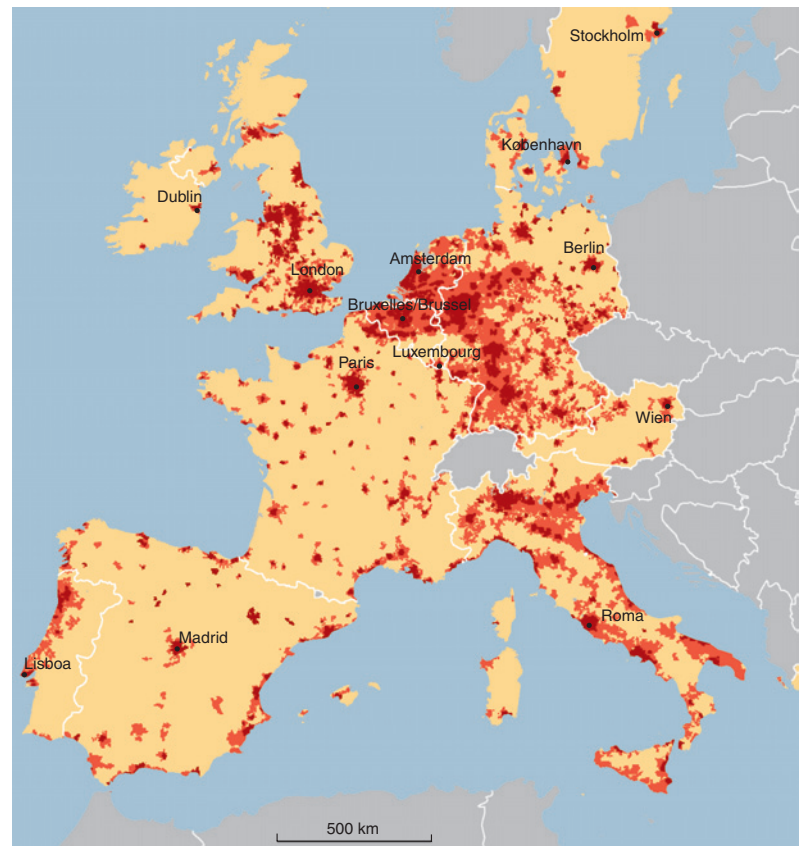 Stockholm
København
Dublin
Berlin
Amsterdam
London
Bruxelles/Brussel
Luxembourg
Paris
Wien
Roma
Madrid
Lisboa
500 km